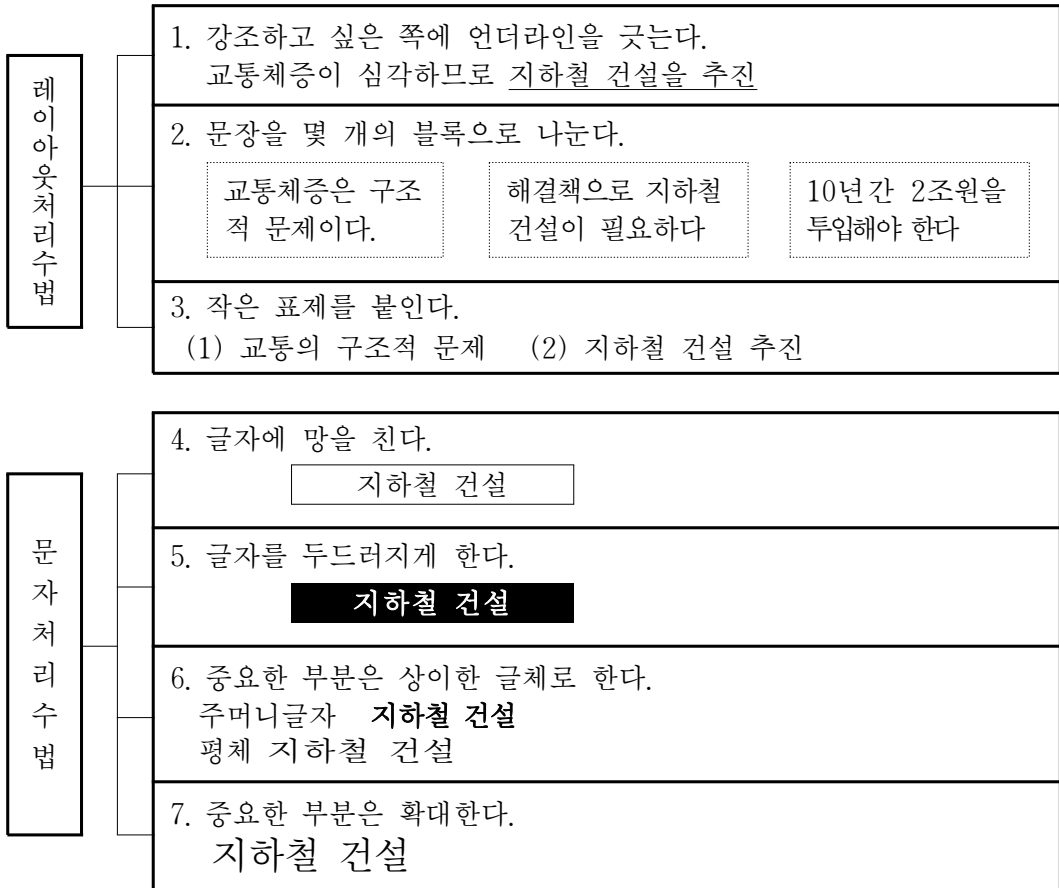 레이아웃처리수법
1. 강조하고 싶은 쪽에 언더라인을 긋는다.
교통체증이 심각하므로 지하철 건설을 추진
2. 문장을 몇 개의 블록으로 나눈다.
교통체증은 구조
적 문제이다.
해결책으로 지하철
건설이 필요하다
10년간 2조원을
투입해야 한다
3. 작은 표제를 붙인다.
(1) 교통의 구조적 문제 (2) 지하철 건설 추진
문자처리수법
4. 글자에 망을 친다.
지하철 건설
5. 글자를 두드러지게 한다.
지하철 건설
6. 중요한 부분은 상이한 글체로 한다.
주머니글자 지하철 건설
평체 지하철 건설
7. 중요한 부분은 확대한다.
지하철 건설